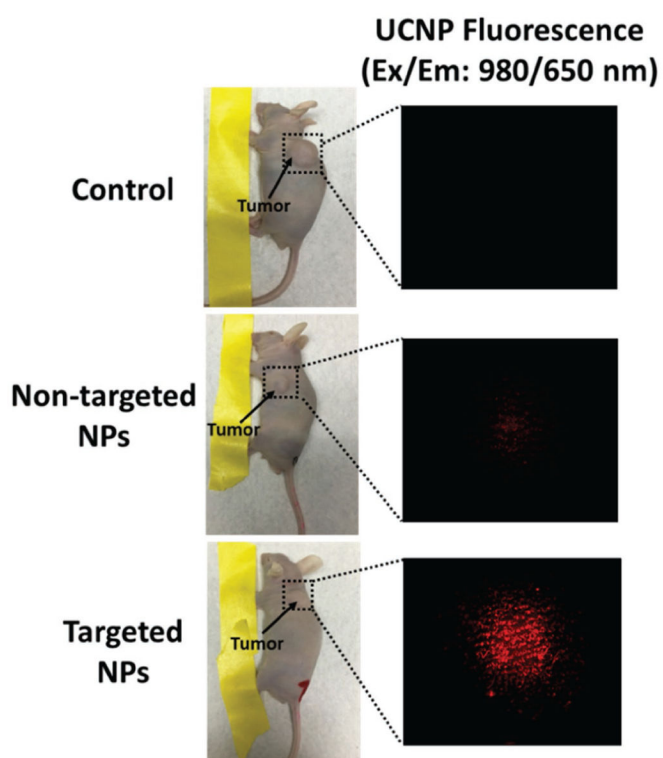 UCNP Fluorescence
(Ex/Em: 980/650 nm)
Control
Tumor
Non-targeted
NPs
Tumor
Targeted
NPs
Tumor